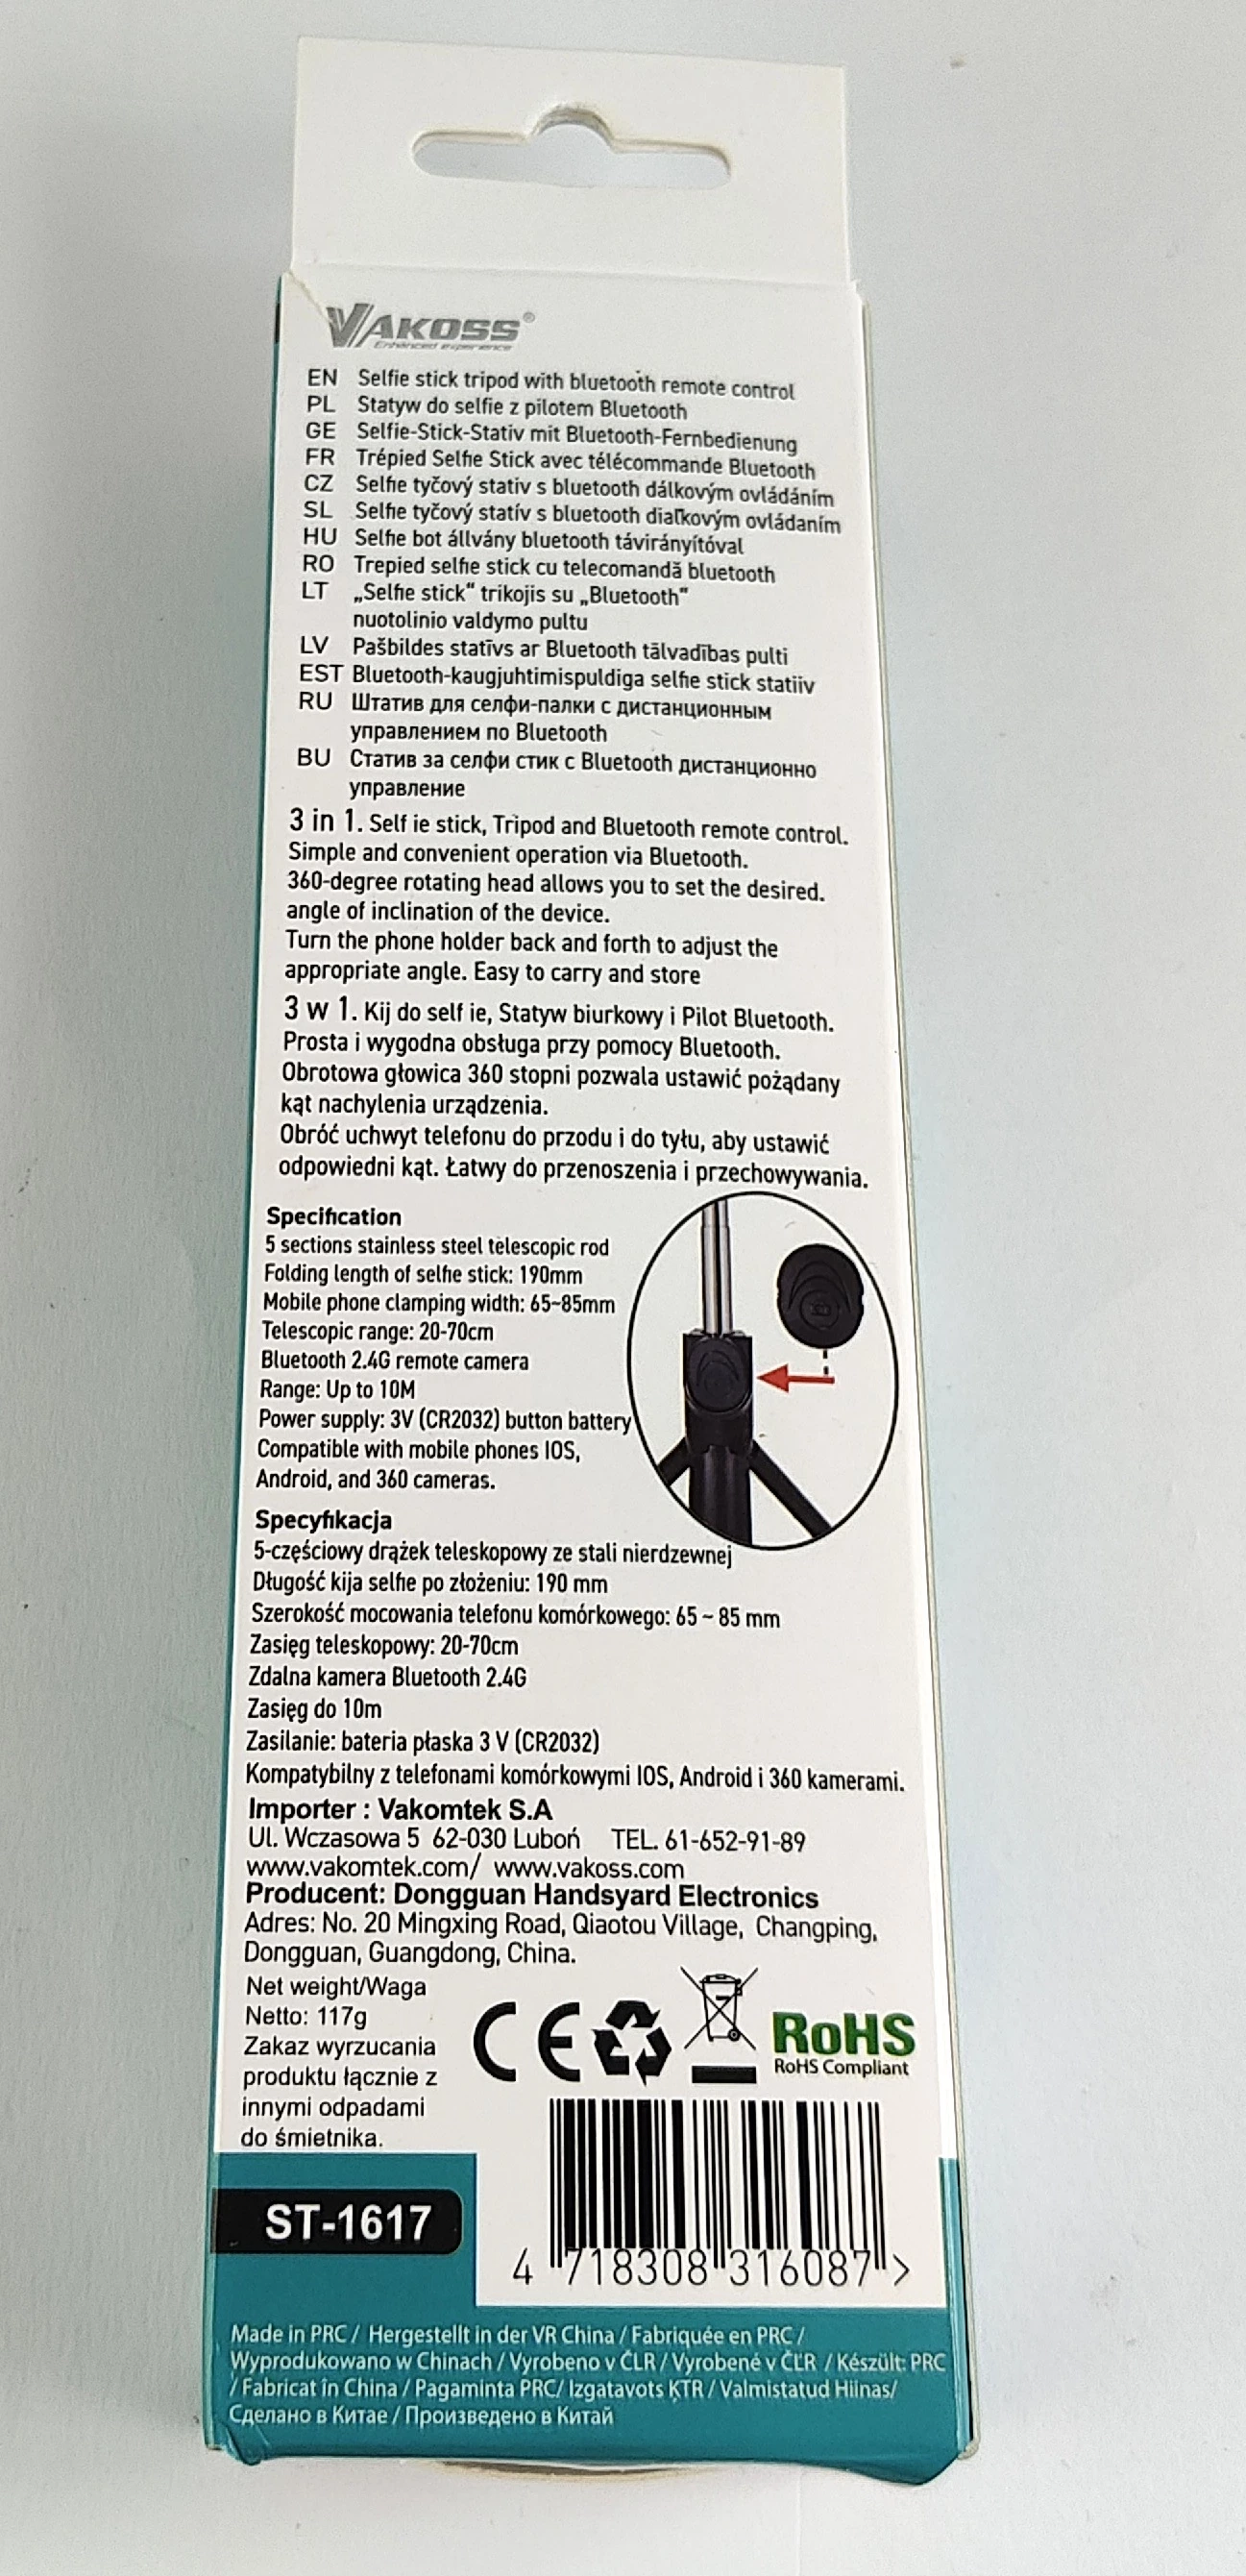 VAKOSS®
Enhanced experience
EN Selfie stick tripod with bluetooth remote control
PL Statyw do selfie z pilotem Bluetooth
GE Selfie-Stick-Stativ mit Bluetooth-Fernbedienung
FR Trépied Selfie Stick avec télécommande Bluetooth
CZ Selfie tyčový stativ s bluetooth dálkovým ovládáním
SL Selfie tyčový statív s bluetooth diaľkovým ovládaním
HU Selfie bot állvány bluetooth távirányítóval
RO Trepied selfie stick cu telecomandă bluetooth
LT „Selfie stick“ trikojis su „Bluetooth“
nuotolinio valdymo pultu
LV Pašbildes statīvs ar Bluetooth tālvadības pulti
EST Bluetooth-kaugjuhtimispuldiga selfie stick statiiv
RU Штатив для селфи-палки с дистанционным
управлением по Bluetooth
BU Статив за селфи стик с Bluetooth дистанционно
управление
3 in 1. Self ie stick, Tripod and Bluetooth remote control.
Simple and convenient operation via Bluetooth.
360-degree rotating head allows you to set the desired.
angle of inclination of the device.
Turn the phone holder back and forth to adjust the
appropriate angle. Easy to carry and store
3 w 1. Kij do self ie, Statyw biurkowy i Pilot Bluetooth.
Prosta i wygodna obsługa przy pomocy Bluetooth.
Obrotowa głowica 360 stopni pozwala ustawić pożądany
kąt nachylenia urządzenia.
Obróć uchwyt telefonu do przodu i do tyłu, aby ustawić
odpowiedni kąt. Łatwy do przenoszenia i przechowywania.
Specification
5 sections stainless steel telescopic rod
Folding length of selfie stick: 190mm
Mobile phone clamping width: 65~85mm
Telescopic range: 20-70cm
Bluetooth 2.4G remote camera
Range: Up to 10M
Power supply: 3V (CR2032) button battery
Compatible with mobile phones IOS,
Android, and 360 cameras.
Specyfikacja
5-częściowy drążek teleskopowy ze stali nierdzewnej
Długość kija selfie po złożeniu: 190 mm
Szerokość mocowania telefonu komórkowego: 65 ~ 85 mm
Zasięg teleskopowy: 20-70cm
Zdalna kamera Bluetooth 2.4G
Zasięg do 10m
Zasilanie: bateria płaska 3 V (CR2032)
Kompatybilny z telefonami komórkowymi IOS, Android i 360 kamerami.
Importer : Vakomtek S.A
Ul. Wczasowa 5 62-030 Luboń TEL. 61-652-91-89
www.vakomtek.com/ www.vakoss.com
Producent: Dongguan Handsyard Electronics
Adres: No. 20 Mingxing Road, Qiaotou Village, Changping,
Dongguan, Guangdong, China.
Net weight/Waga
Netto: 117g
Zakaz wyrzucania
produktu łącznie z
innymi odpadami
do śmietnika.
CE
RoHS
RoHS Compliant
ST-1617
4 718308 316087 >
Made in PRC / Hergestellt in der VR China / Fabriquée en PRC /
Wyprodukowano w Chinach / Vyrobeno v ČLR / Vyrobené v ČĽR / Készült: PRC
/ Fabricat în China / Pagaminta PRC/ Izgatavots ĶTR / Valmistatud Hiinas/
Сделано в Китае / Произведено в Китай